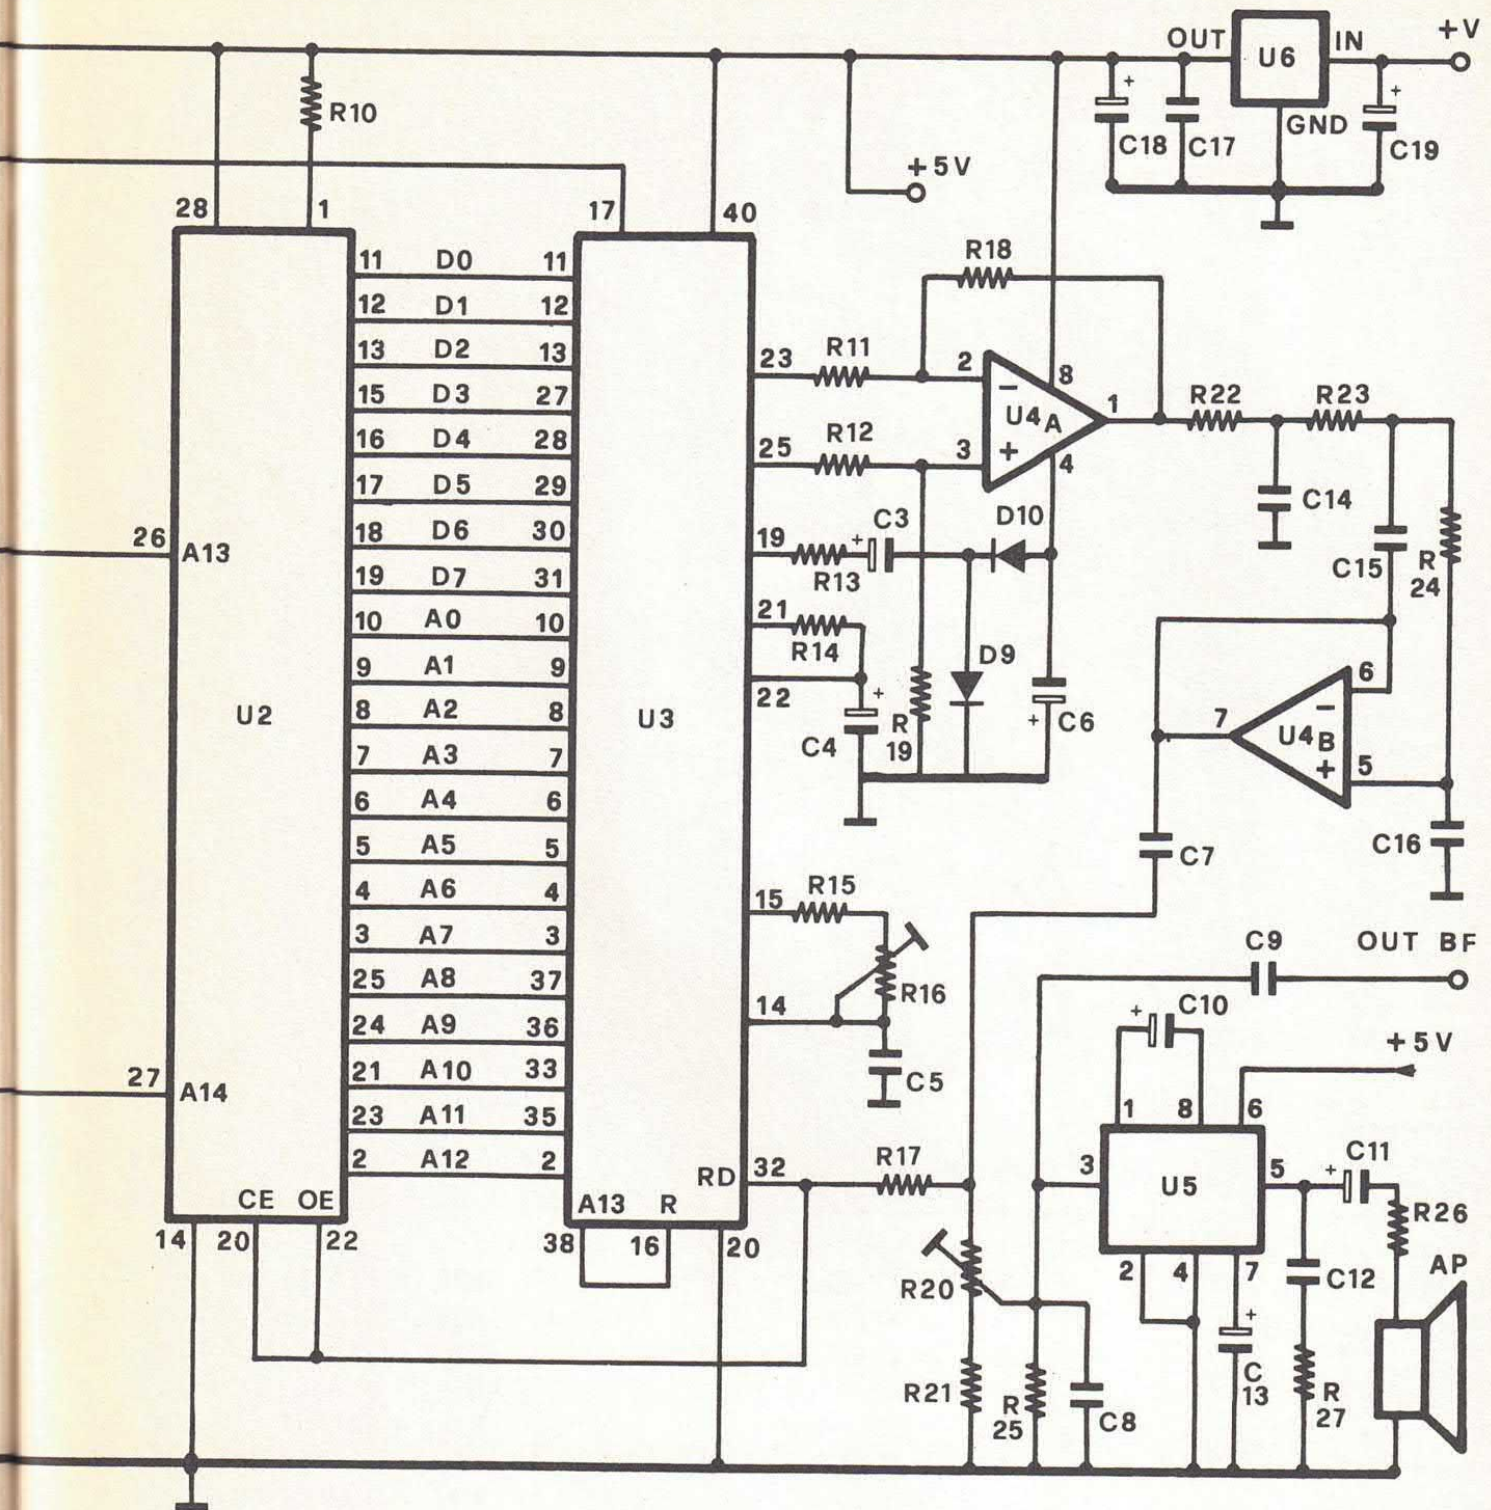 OUT U6 IN +V
R10 GND
C18 C17 C19
+5V
28 1 17 40
11 D0 11 R18
12 D1 12
13 D2 13 23 R11 2 − 8
15 D3 27 U4A 1 R22 R23
16 D4 28 25 R12 3 + 4
17 D5 29 C14
18 D6 30 19 + C3 D10
26 A13 R13 C15 R 24
19 D7 31
10 A0 10 21 R14
9 A1 9 D9 6
U2 8 A2 8 U3 22 + R 19 + C6 7 U4B −
7 A3 7 C4 + 5
6 A4 6
5 A5 5 C7 C16
4 A6 4 15 R15
3 A7 3 C9 OUT BF
25 A8 37 R16 + C10
24 A9 36 14 +5V
27 A14 21 A10 33 C5
23 A11 35 1 8 6
2 A12 2 RD 32 R17 3 U5 5 + C11
CE OE A13 R R26
14 20 22 38 16 20 2 4 7 C12 AP
R20 +
C 13
R21 R 25 C8 R 27